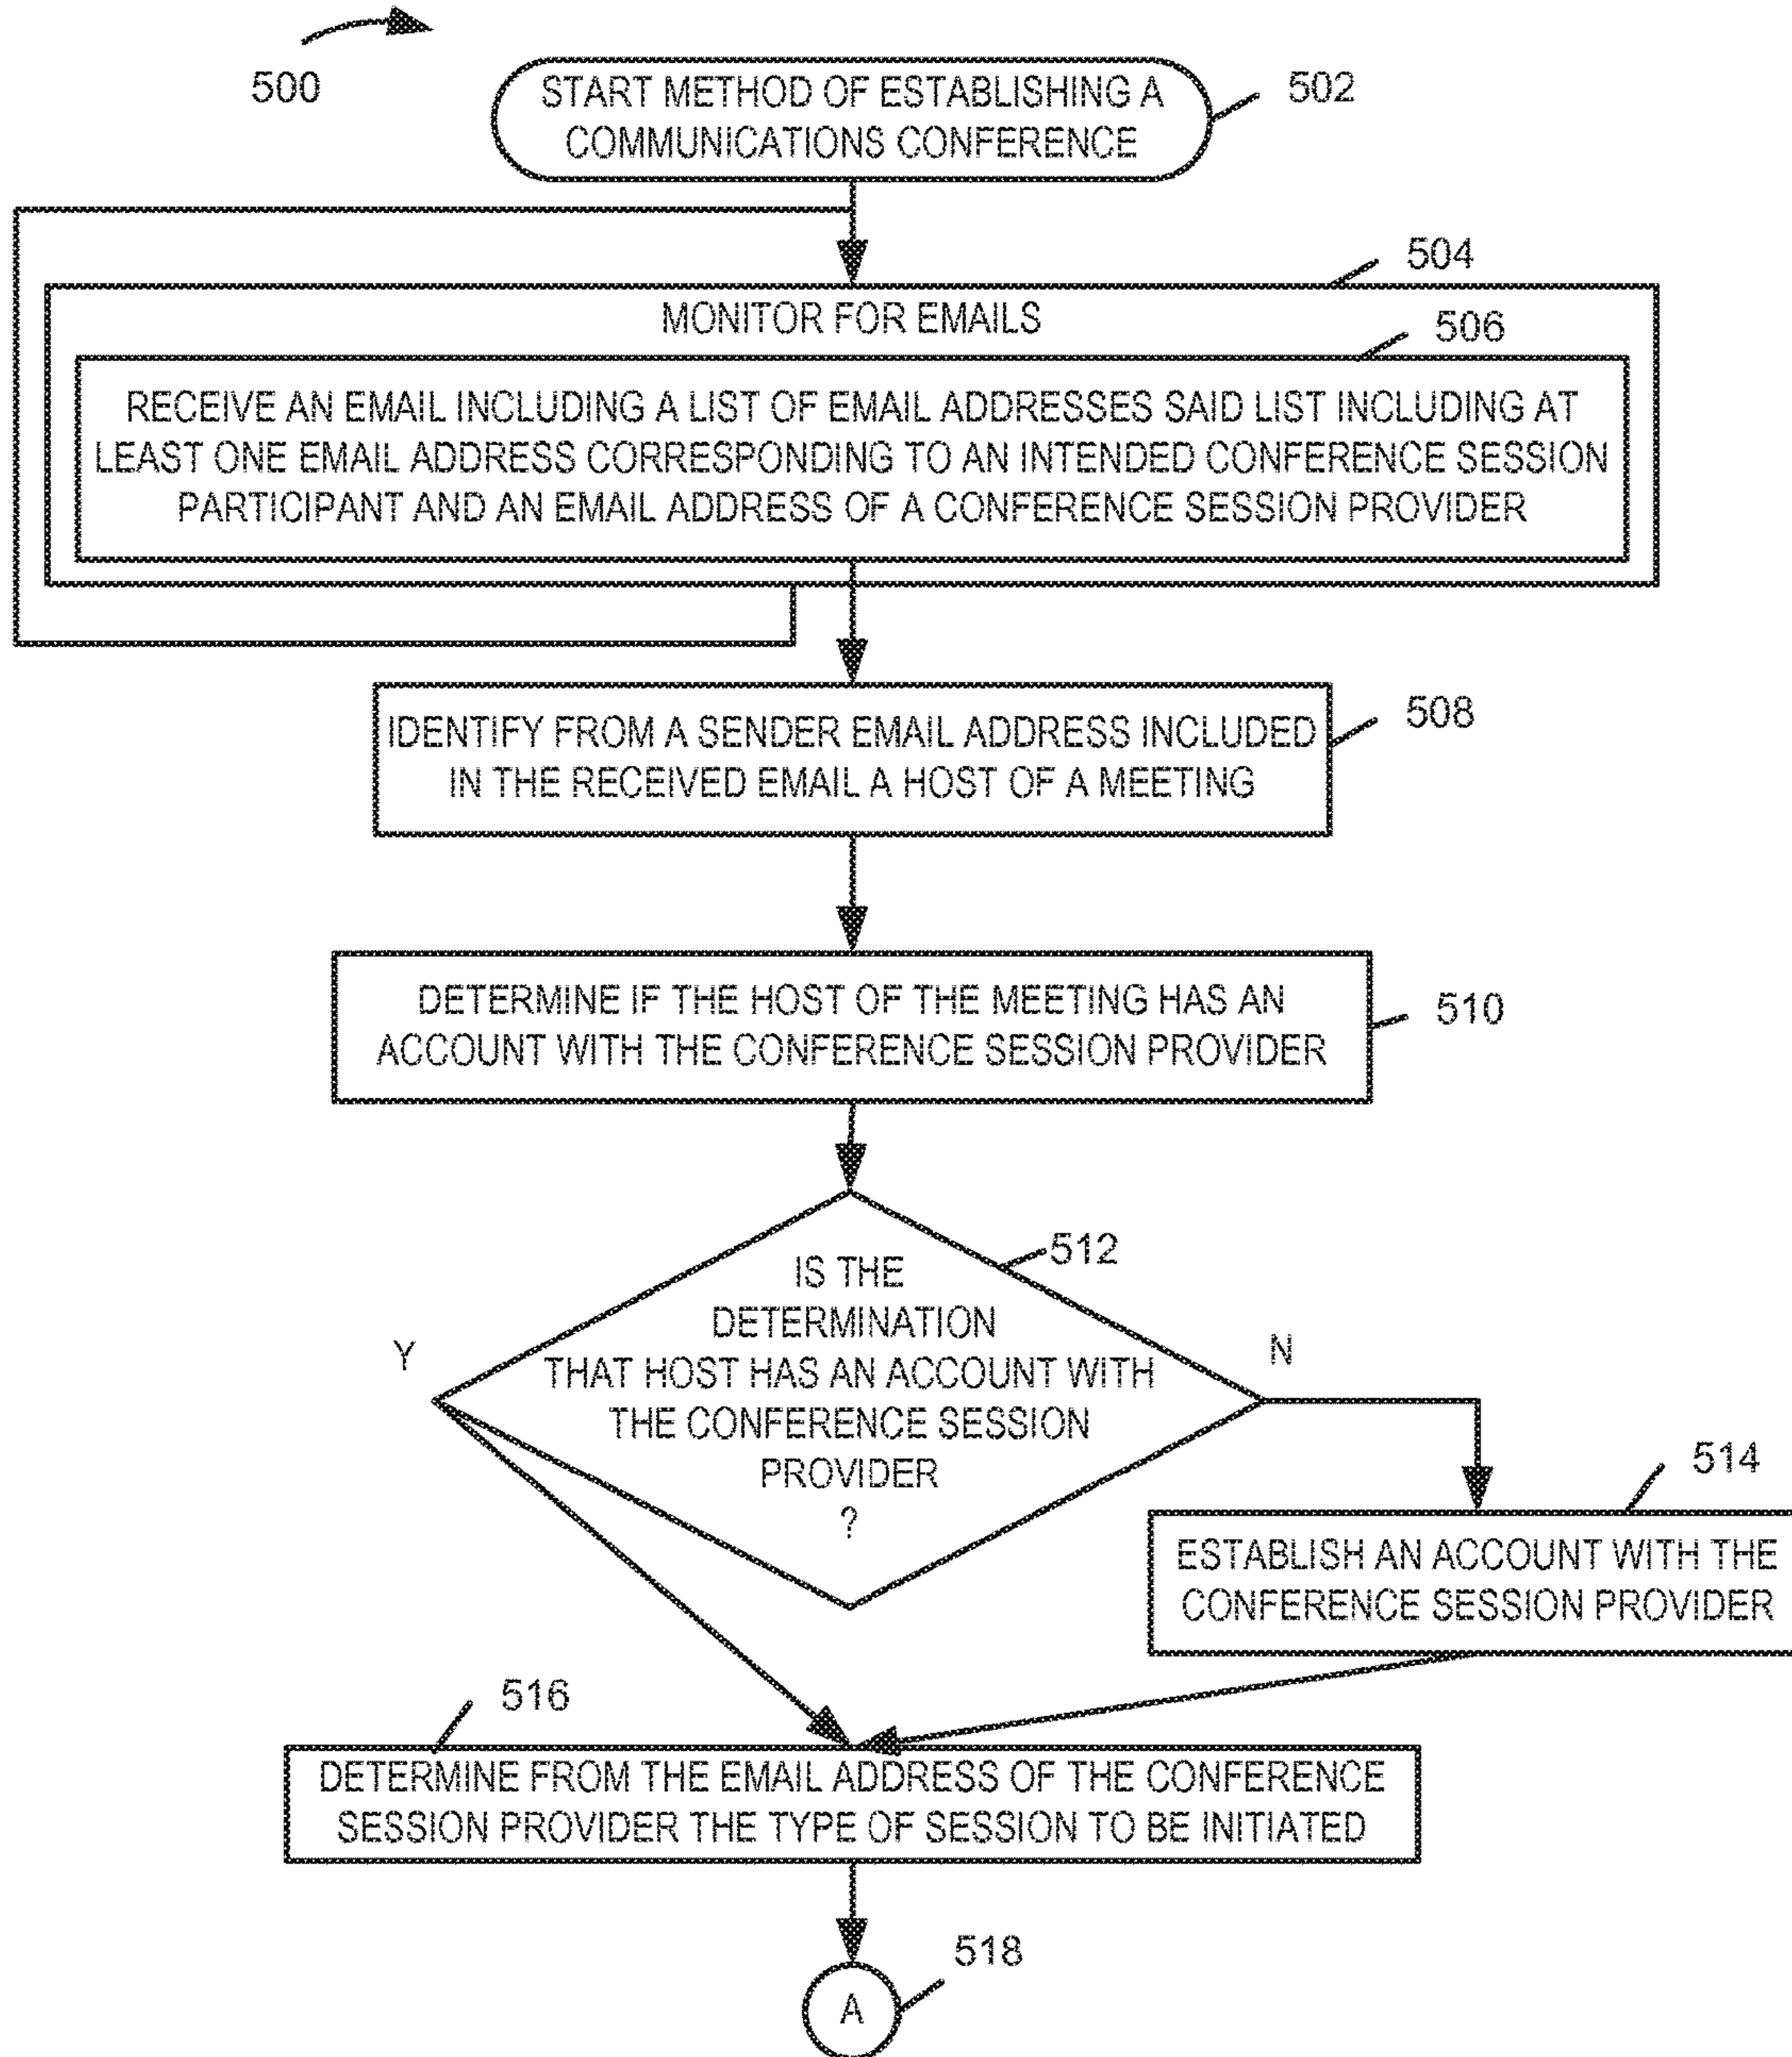 500
START METHOD OF ESTABLISHING A
COMMUNICATIONS CONFERENCE
502
504
MONITOR FOR EMAILS
506
RECEIVE AN EMAIL INCLUDING A LIST OF EMAIL ADDRESSES SAID LIST INCLUDING AT
LEAST ONE EMAIL ADDRESS CORRESPONDING TO AN INTENDED CONFERENCE SESSION
PARTICIPANT AND AN EMAIL ADDRESS OF A CONFERENCE SESSION PROVIDER
IDENTIFY FROM A SENDER EMAIL ADDRESS INCLUDED
IN THE RECEIVED EMAIL A HOST OF A MEETING
508
DETERMINE IF THE HOST OF THE MEETING HAS AN
ACCOUNT WITH THE CONFERENCE SESSION PROVIDER
510
512
IS THE
DETERMINATION
THAT HOST HAS AN ACCOUNT WITH
THE CONFERENCE SESSION
PROVIDER
?
Y
N
514
ESTABLISH AN ACCOUNT WITH THE
CONFERENCE SESSION PROVIDER
516
DETERMINE FROM THE EMAIL ADDRESS OF THE CONFERENCE
SESSION PROVIDER THE TYPE OF SESSION TO BE INITIATED
518
A